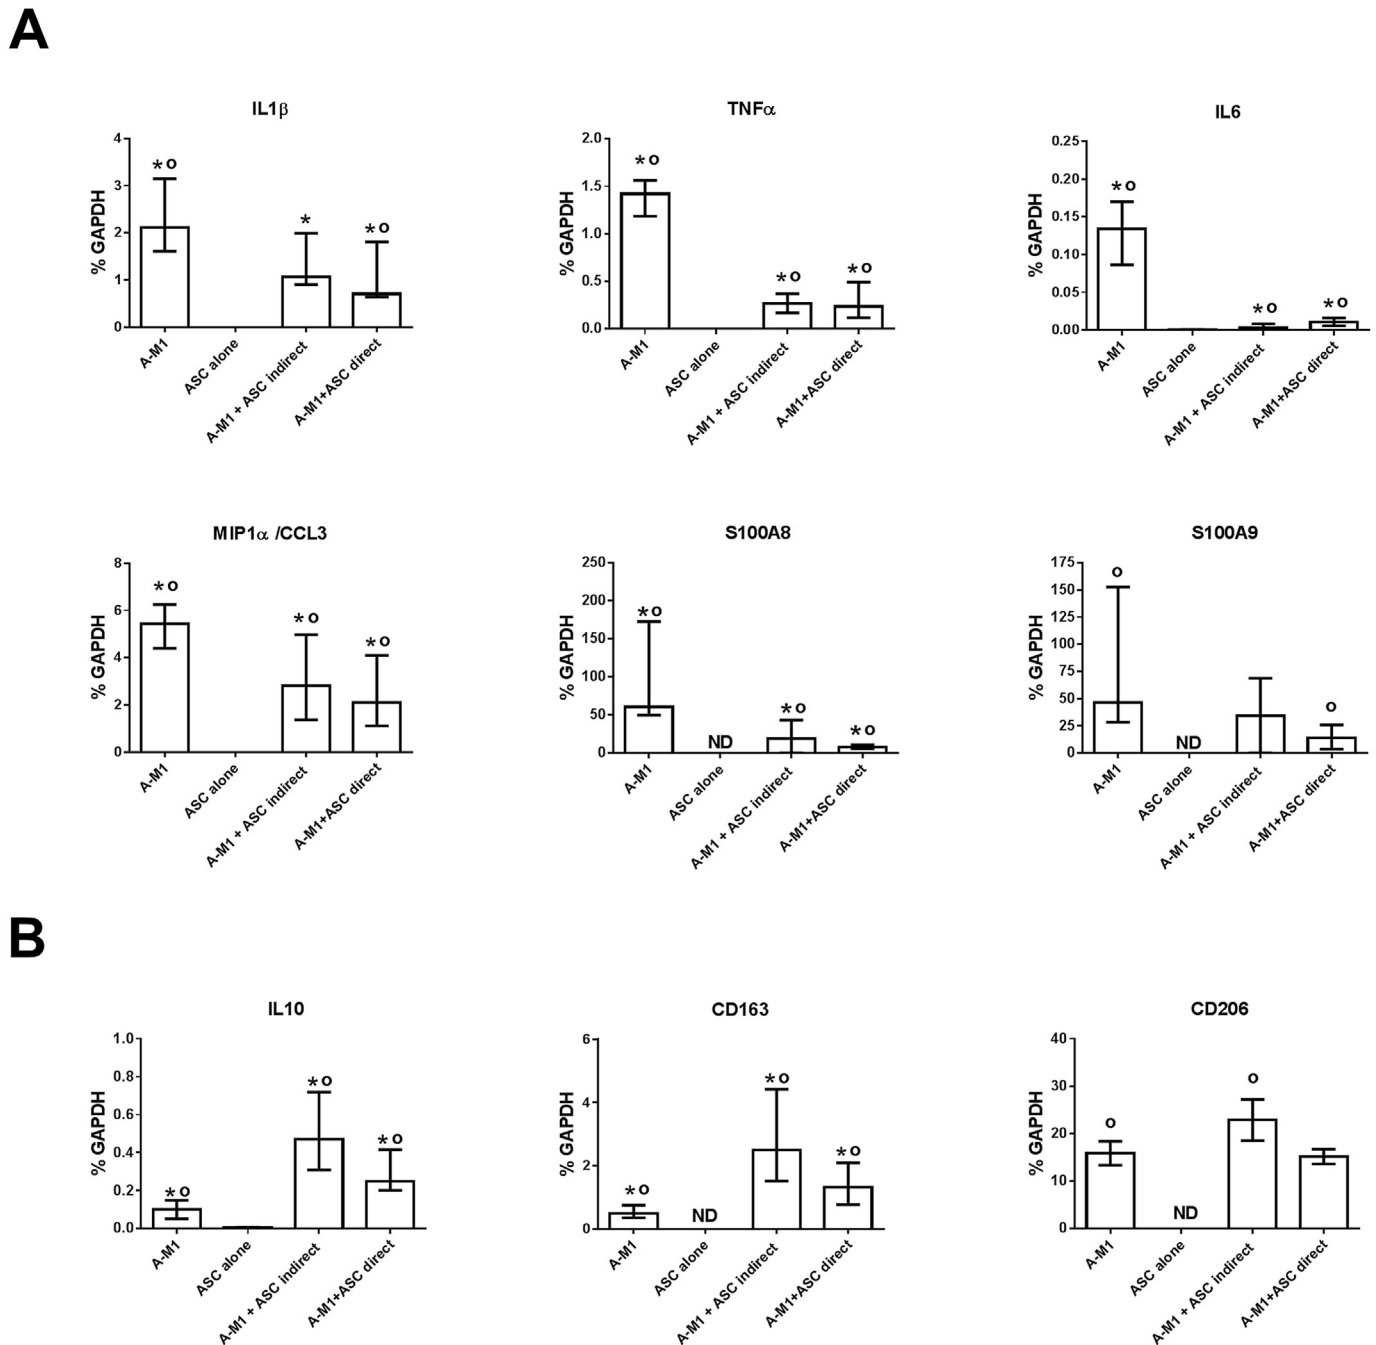 A
IL1β
% GAPDH
4
3
2
1
0
* o
*
* o
A-M1
ASC alone
A-M1 + ASC indirect
A-M1+ASC direct
TNFα
% GAPDH
2.0
1.5
1.0
0.5
0.0
* o
* o
* o
A-M1
ASC alone
A-M1 + ASC indirect
A-M1+ASC direct
IL6
% GAPDH
0.25
0.20
0.15
0.10
0.05
0.00
* o
* o
* o
A-M1
ASC alone
A-M1 + ASC indirect
A-M1+ASC direct
MIP1α /CCL3
% GAPDH
8
6
4
2
0
* o
* o
* o
A-M1
ASC alone
A-M1 + ASC indirect
A-M1+ASC direct
S100A8
% GAPDH
250
200
150
100
50
0
* o
ND
* o
* o
A-M1
ASC alone
A-M1 + ASC indirect
A-M1+ASC direct
S100A9
% GAPDH
175
150
125
100
75
50
25
0
o
ND
o
A-M1
ASC alone
A-M1 + ASC indirect
A-M1+ASC direct
B
IL10
% GAPDH
1.0
0.8
0.6
0.4
0.2
0.0
* o
* o
* o
A-M1
ASC alone
A-M1 + ASC indirect
A-M1+ASC direct
CD163
% GAPDH
6
4
2
0
* o
ND
* o
* o
A-M1
ASC alone
A-M1 + ASC indirect
A-M1+ASC direct
CD206
% GAPDH
40
30
20
10
0
o
ND
o
A-M1
ASC alone
A-M1 + ASC indirect
A-M1+ASC direct